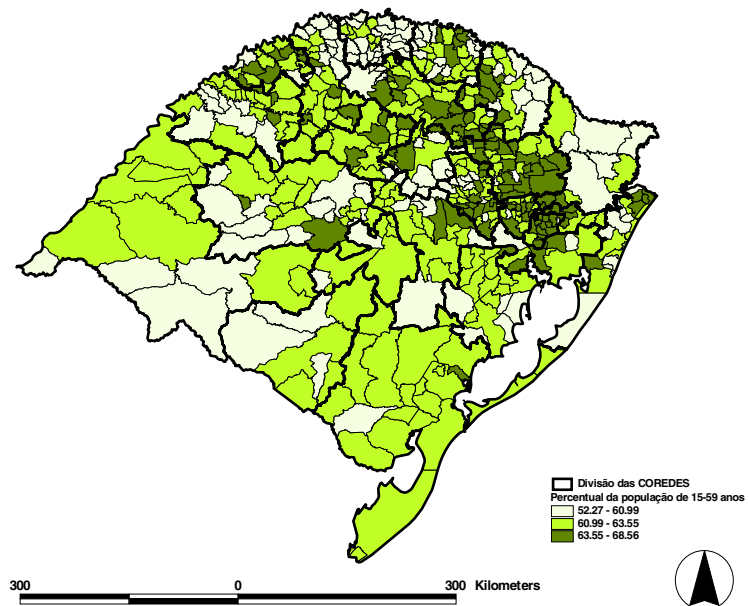 Divisão das COREDES
Percentual da população de 15-59 anos
52.27 - 60.99
60.99 - 63.55
63.55 - 68.56
300 0 300 Kilometers